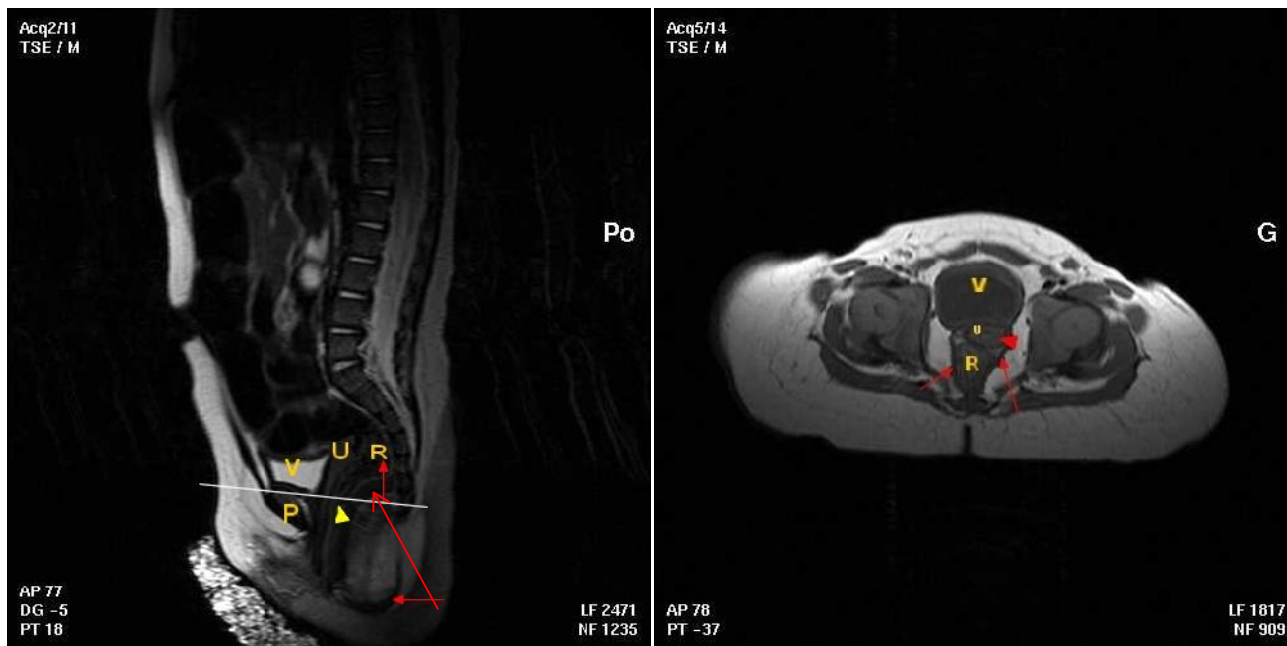 Acq2/11
TSE / M
Po
V
U
R
P
AP 77
DG -5
PT 18
LF 2471
NF 1235
Acq5/14
TSE / M
G
V
U
R
AP 78
PT -37
LF 1817
NF 909